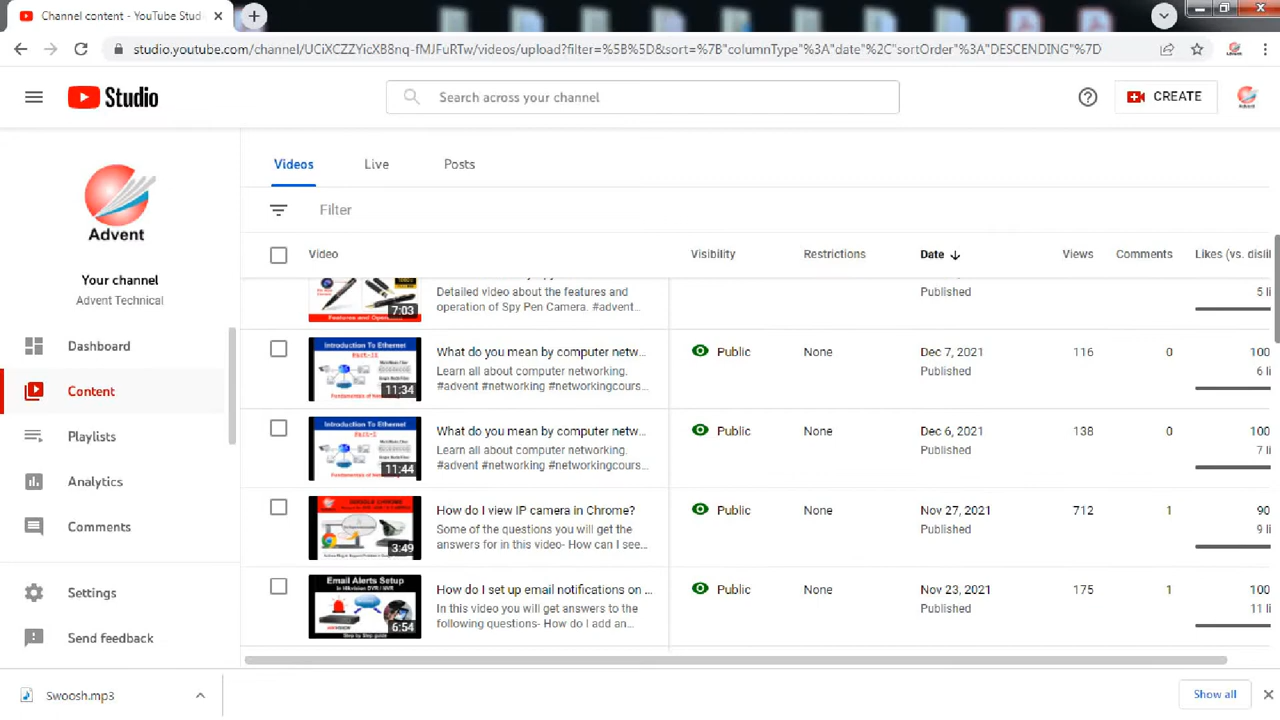 Channel content - YouTube Stud
studio.youtube.com/channel/UCiXCZZYicXB8nq-fMJFuRTw/videos/upload?filter=%5B%5D&sort=%7B"columnType"%3A"date"%2C"sortOrder"%3A"DESCENDING"%7D
Studio
Search across your channel
CREATE
Advent
Your channel
Advent Technical
Dashboard
Content
Playlists
Analytics
Comments
Settings
Send feedback
Videos Live Posts
Filter
Video Visibility Restrictions Date Views Comments Likes (vs. disli
7:03
Detailed video about the features and
operation of Spy Pen Camera. #advent
Published
5 li
Introduction To Ethernet
11:34
What do you mean by computer netw...
Learn all about computer networking.
#advent #networking #networkingcours...
Public
None
Dec 7, 2021
Published
116
0
100
6 li
Introduction To Ethernet
11:44
What do you mean by computer netw...
Learn all about computer networking.
#advent #networking #networkingcours...
Public
None
Dec 6, 2021
Published
138
0
100
7 li
3:49
How do I view IP camera in Chrome?
Some of the questions you will get the
answers for in this video- How can I see...
Public
None
Nov 27, 2021
Published
712
1
90
9 li
Email Alerts Setup
6:54
How do I set up email notifications on ...
In this video you will get answers to the
following questions- How do I add an...
Public
None
Nov 23, 2021
Published
175
1
100
11 li
Swoosh.mp3
Show all